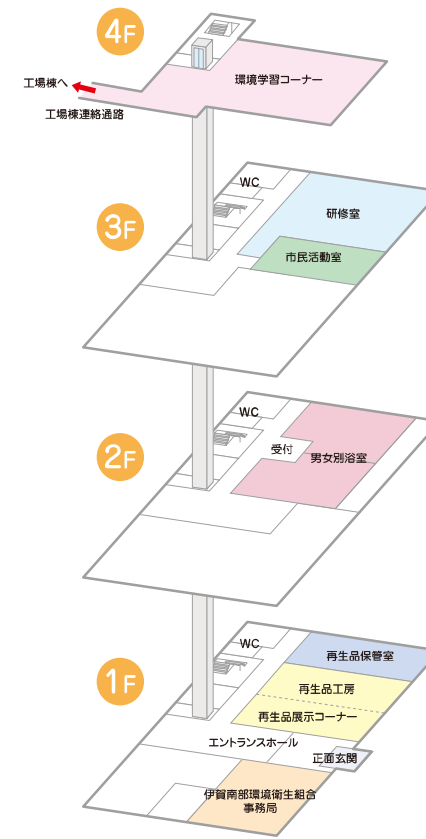 4F
環境学習コーナー
工場棟へ
工場棟連絡通路
3F
WC
研修室
市民活動室
2F
WC
受付
男女別浴室
1F
WC
再生品保管室
再生品工房
再生品展示コーナー
エントランスホール
正面玄関
伊賀南部環境衛生組合
事務局